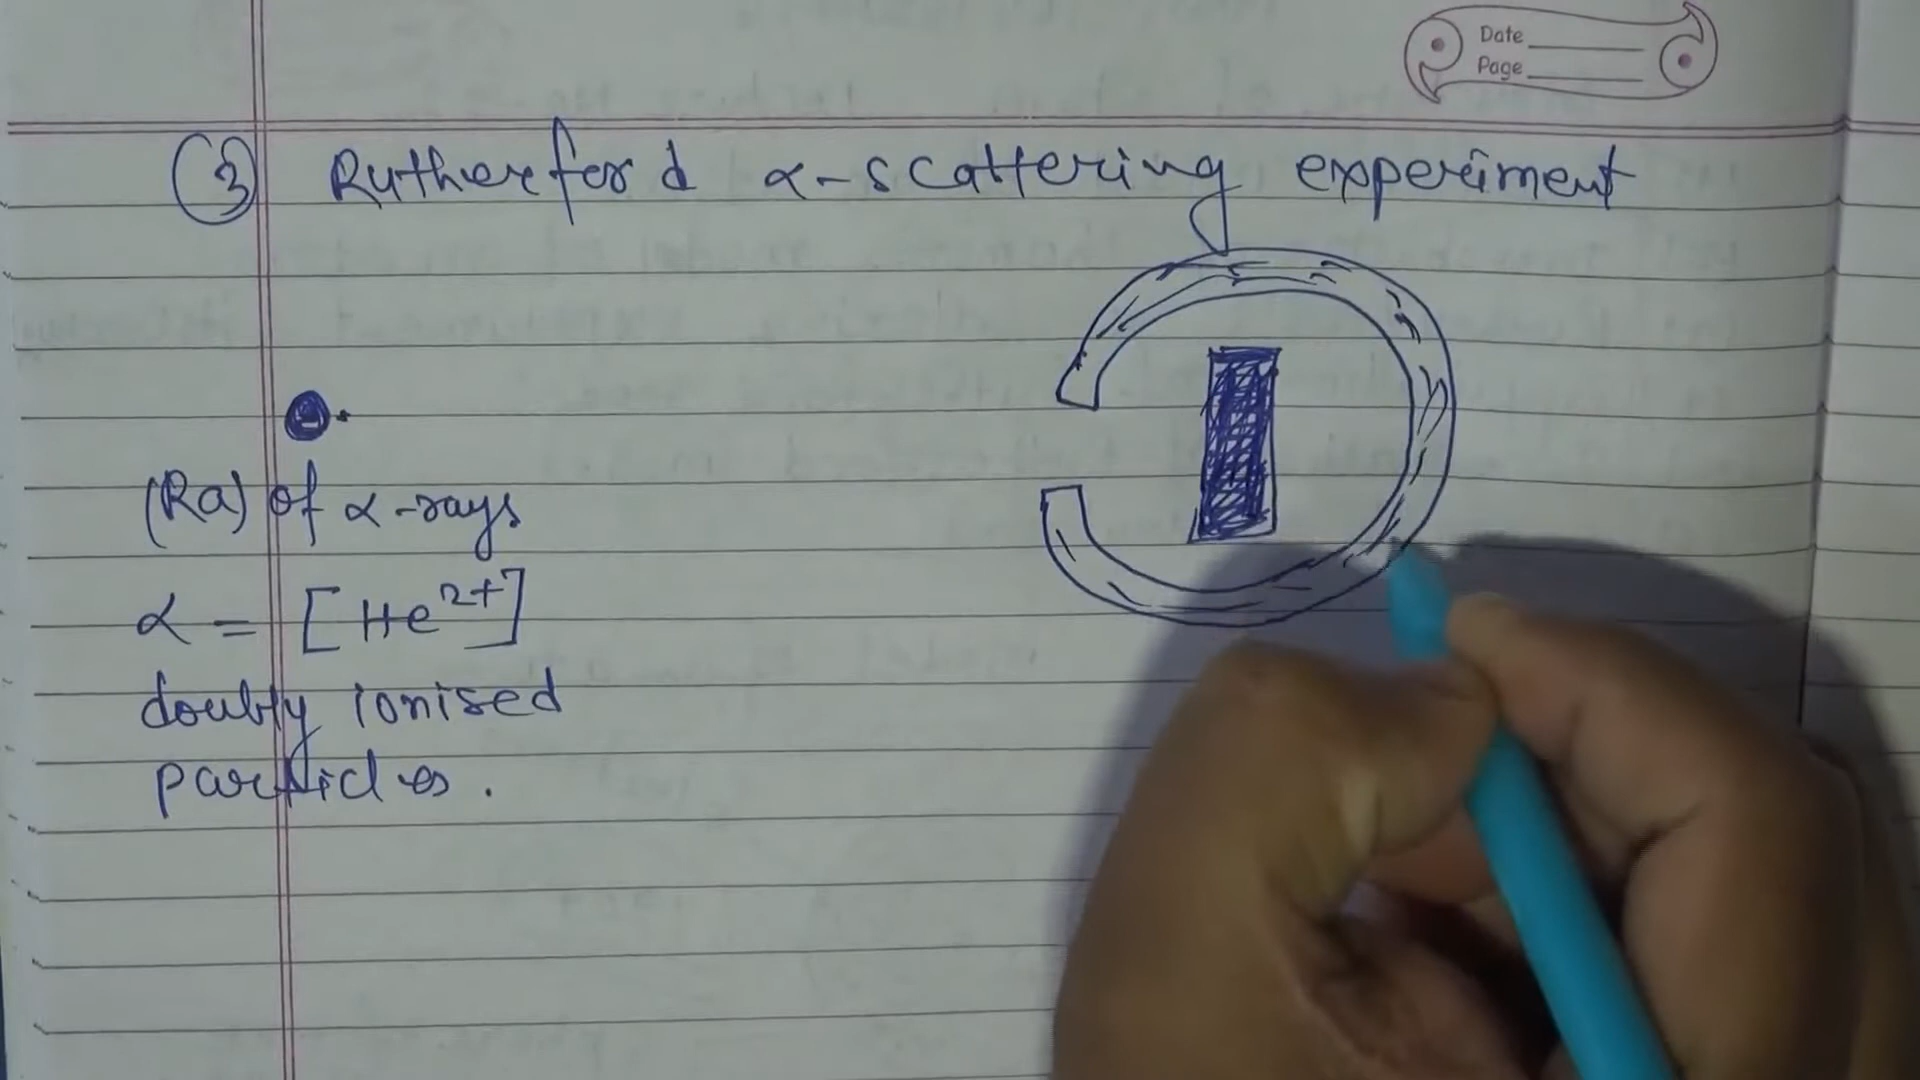 Date
Page
(3) Rutherford α-scattering experiment
(Ra) of α-rays
α = [He²⁺]
doubly ionised
particles.